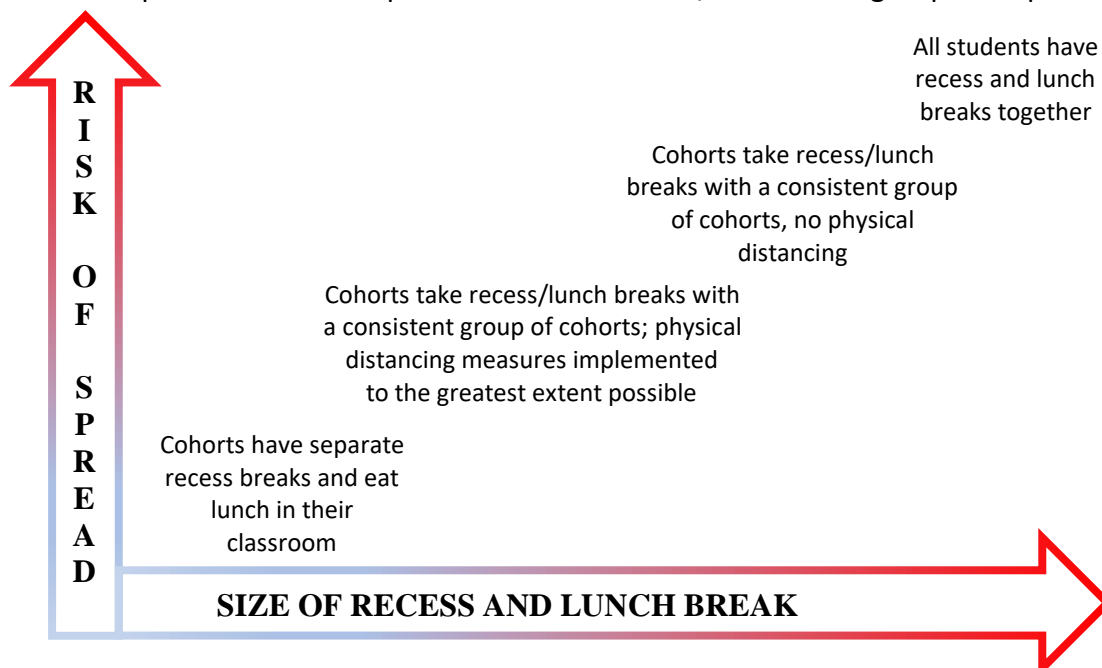 All students have
recess and lunch
breaks together
Cohorts take recess/lunch
breaks with a consistent group
of cohorts, no physical
distancing
Cohorts take recess/lunch breaks with
a consistent group of cohorts; physical
distancing measures implemented
to the greatest extent possible
Cohorts have separate
recess breaks and eat
lunch in their
classroom
RISK OF SPREAD
SIZE OF RECESS AND LUNCH BREAK